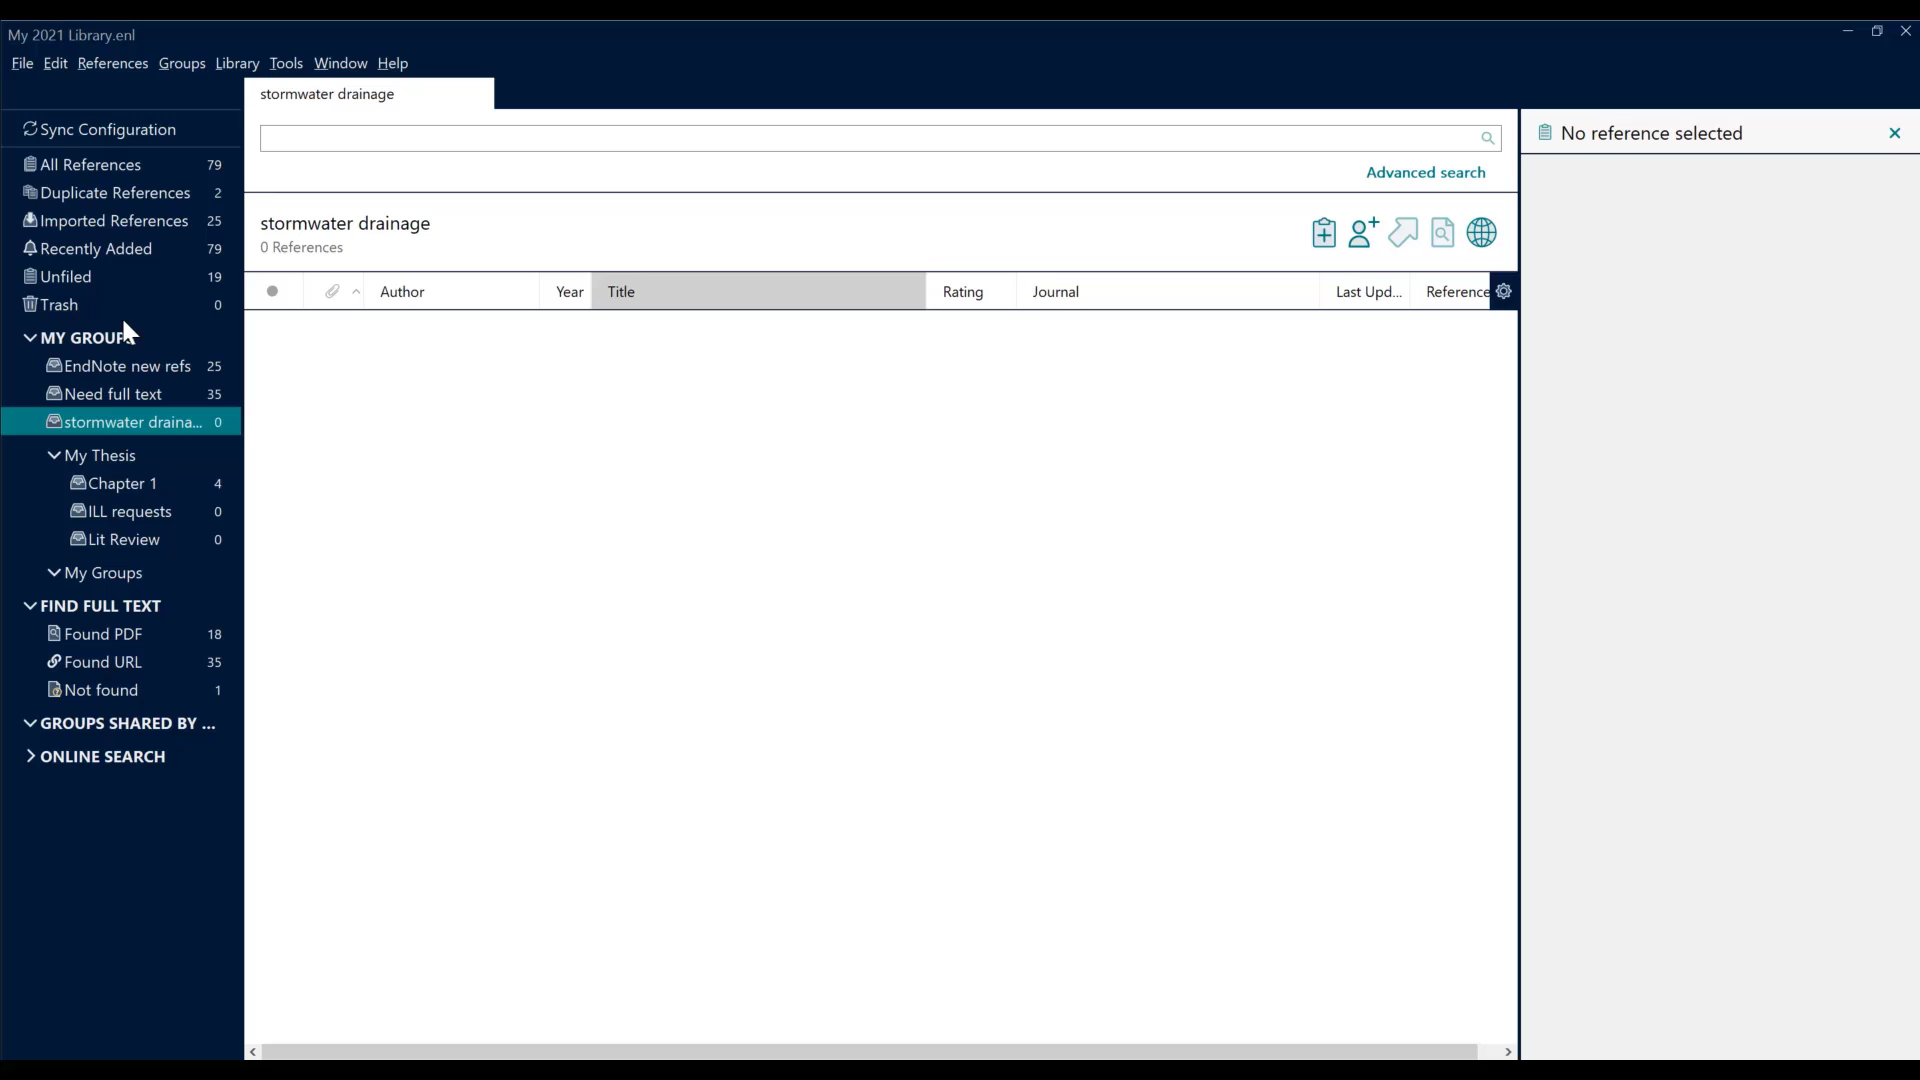 My 2021 Library.enl
File Edit References Groups Library Tools Window Help
stormwater drainage
Sync Configuration
All References 79
Duplicate References 2
Imported References 25
Recently Added 79
Unfiled 19
Trash 0
MY GROUP
EndNote new refs 25
Need full text 35
stormwater draina... 0
My Thesis
Chapter 1 4
ILL requests 0
Lit Review 0
My Groups
FIND FULL TEXT
Found PDF 18
Found URL 35
Not found 1
GROUPS SHARED BY ...
ONLINE SEARCH
Advanced search
stormwater drainage
0 References
Author Year Title Rating Journal Last Upd... Reference
No reference selected